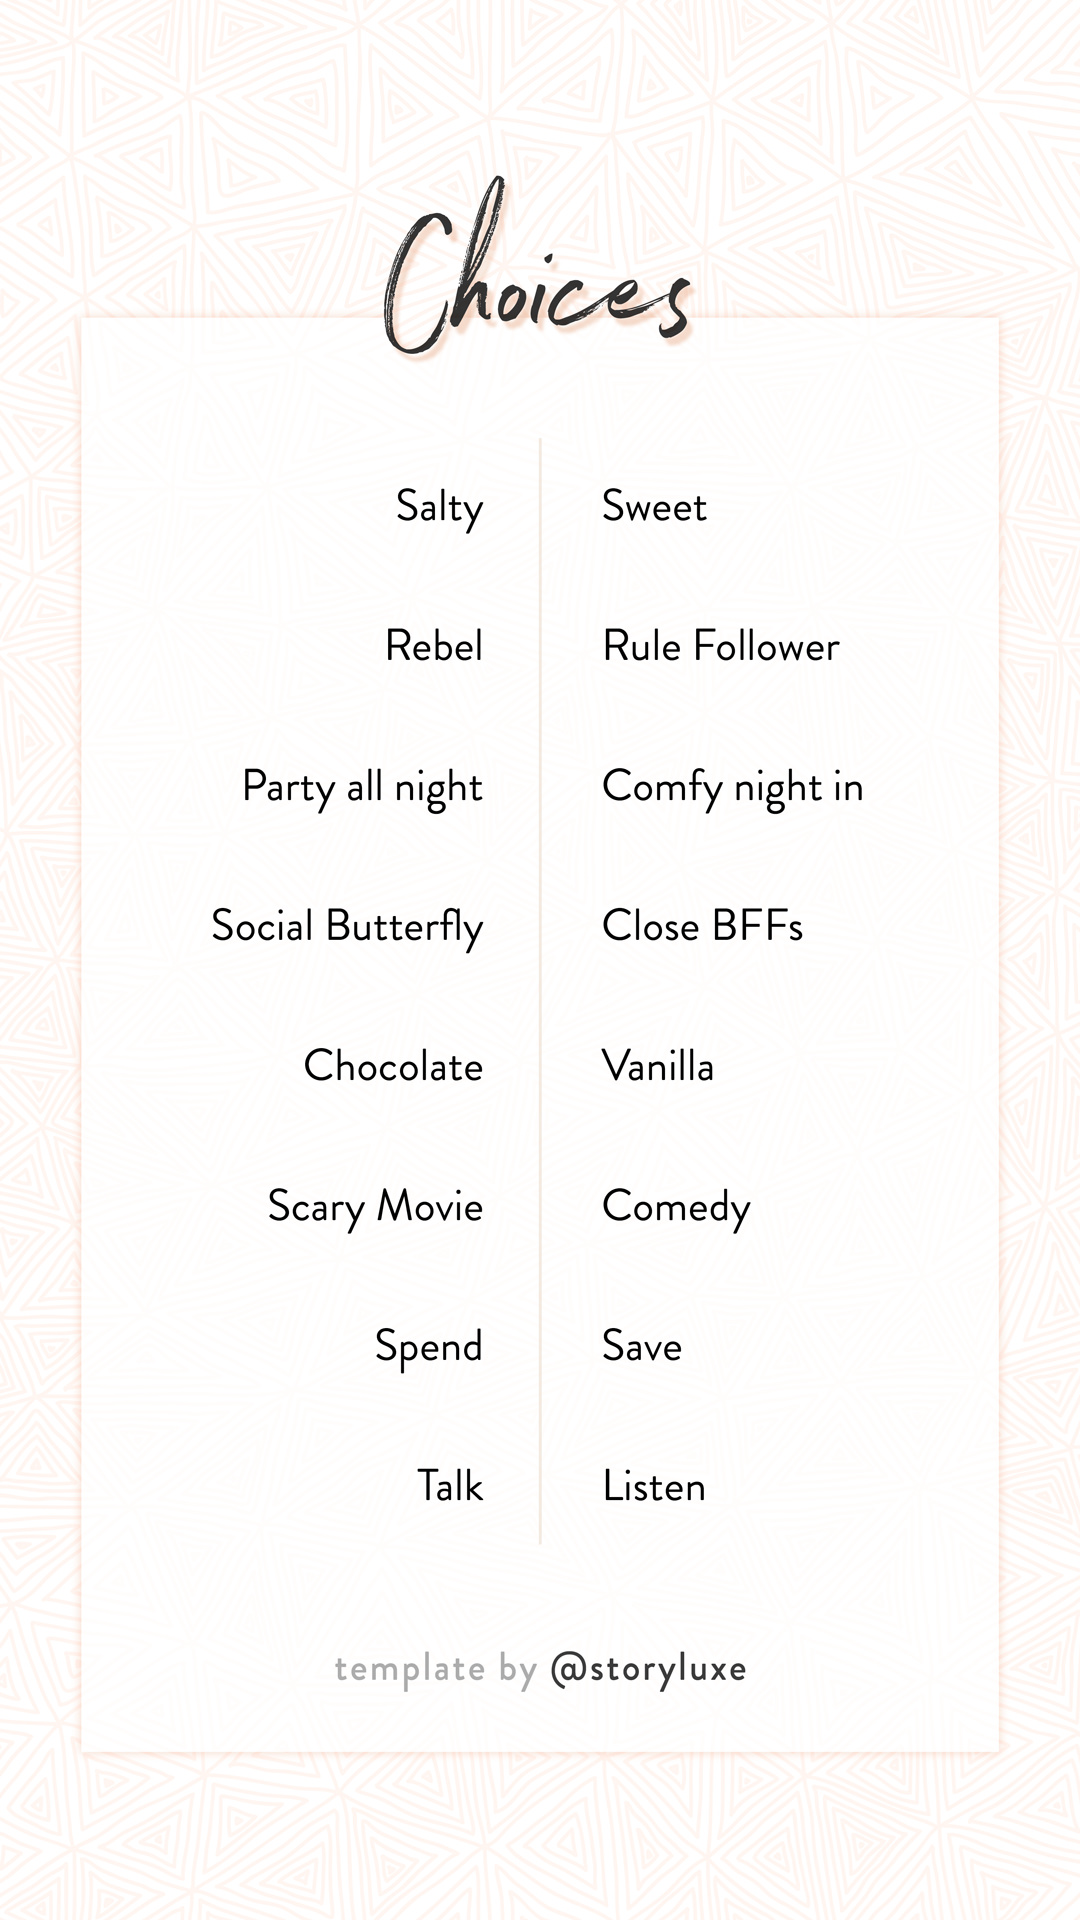 Choices
Salty Sweet
Rebel Rule Follower
Party all night Comfy night in
Social Butterfly Close BFFs
Chocolate Vanilla
Scary Movie Comedy
Spend Save
Talk Listen
template by @storyluxe